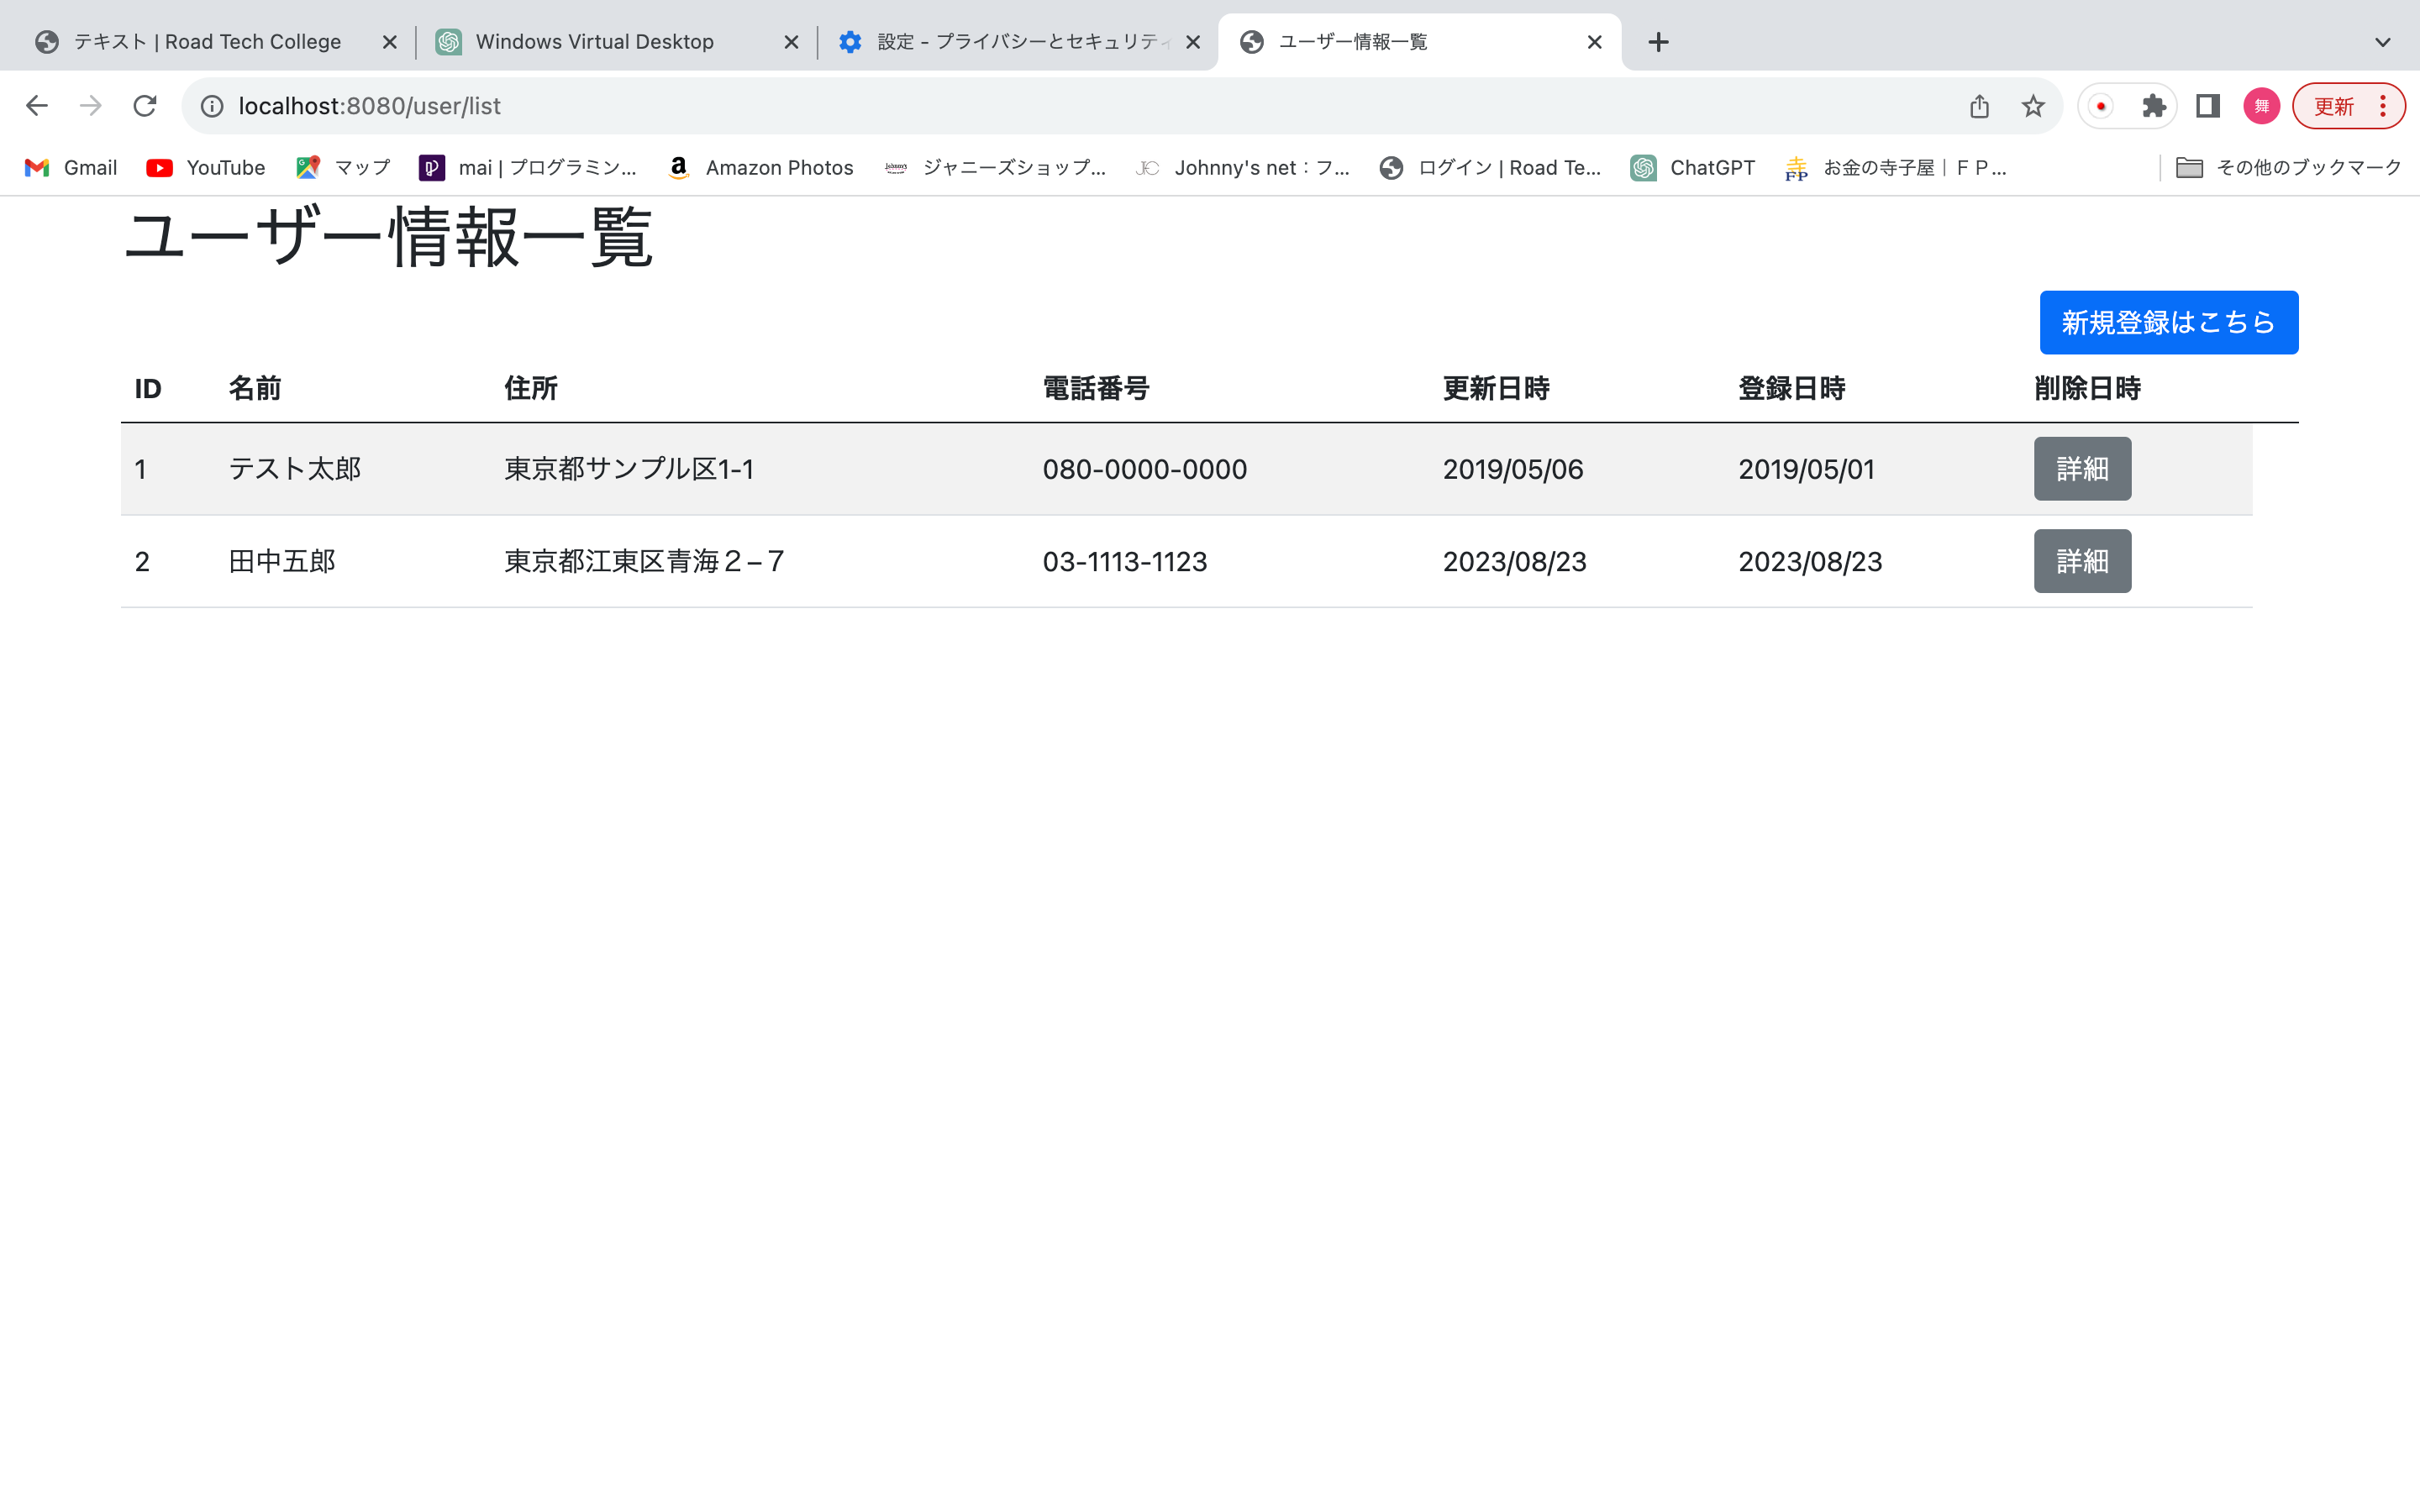 テキスト | Road Tech College
Windows Virtual Desktop
設定 - プライバシーとセキュリティ
ユーザー情報一覧
localhost:8080/user/list
舞
更新
Gmail
YouTube
マップ
mai | プログラミン...
Amazon Photos
ジャニーズショップ...
Johnny's net：フ...
ログイン | Road Te...
ChatGPT
お金の寺子屋｜ＦＰ...
その他のブックマーク
ユーザー情報一覧
新規登録はこちら
ID 名前 住所 電話番号 更新日時 登録日時 削除日時
1 テスト太郎 東京都サンプル区1-1 080-0000-0000 2019/05/06 2019/05/01 詳細
2 田中五郎 東京都江東区青海２−７ 03-1113-1123 2023/08/23 2023/08/23 詳細